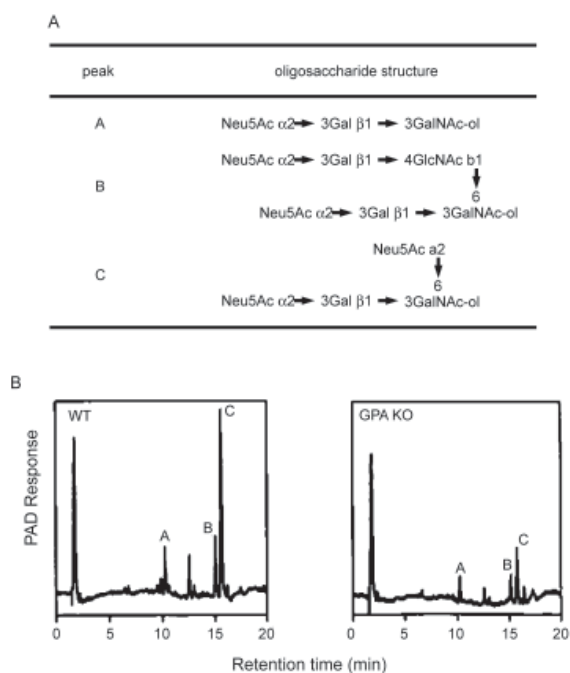 A
peak oligosaccharide structure
A Neu5Ac α2➞ 3Gal β1 ➞ 3GalNAc-ol
Neu5Ac α2➞ 3Gal β1 ➞ 4GlcNAc b1
B
6
Neu5Ac α2➞ 3Gal β1 ➞ 3GalNAc-ol
Neu5Ac a2
C
6
Neu5Ac α2➞ 3Gal β1 ➞ 3GalNAc-ol
B
WT C GPA KO
PAD Response
A B A B C
0 5 10 15 20 0 5 10 15 20
Retention time (min)